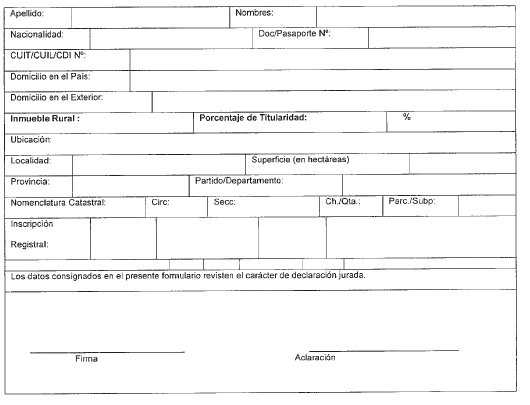 Apellido: Nombres:
Nacionalidad: Doc/Pasaporte Nº:
CUIT/CUIL/CDI Nº:
Domicilio en el País:
Domicilio en el Exterior:
Inmueble Rural : Porcentaje de Titularidad: %
Ubicación:
Localidad: Superficie (en hectáreas)
Provincia: Partido/Departamento:
Nomenclatura Catastral: Circ: Secc: Ch./Qta.: Parc./Subp:
Inscripción
Registral:
Los datos consignados en el presente formulario revisten el carácter de declaración jurada.
Firma Aclaración